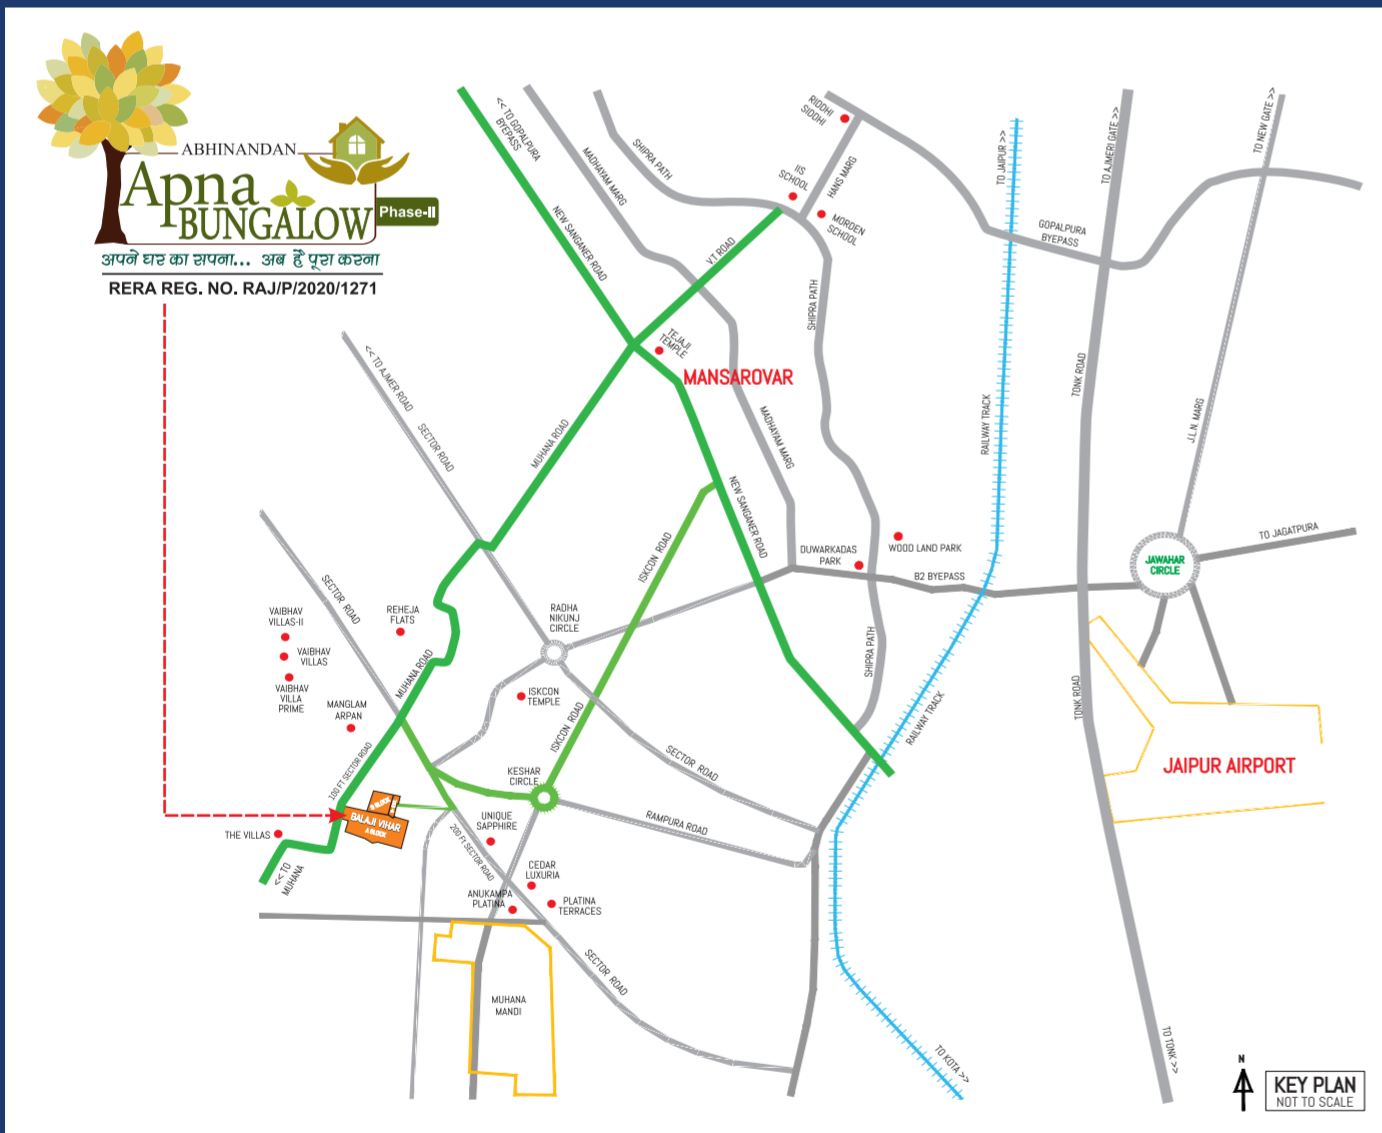 ABHINANDAN
Apna
BUNGALOW
Phase-II
अपने घर का सपना... अब है पूरा करना
RERA REG. NO. RAJ/P/2020/1271
<< TO GOPALPURA
BYEPASS
MADHAYAM MARG
SHIPRA PATH
RIDDHI
SIDDHI
IIS
SCHOOL
HANS MARG
MORDEN
SCHOOL
TO JAIPUR >>
TO AJMERI GATE >>
TO NEW GATE >>
GOPALPURA
BYEPASS
NEW SANGANER ROAD
V.T ROAD
SHIPRA PATH
TEJAJI
TEMPLE
MANSAROVAR
<< TO AJMER ROAD
SECTOR ROAD
MUHANA ROAD
MADHAYAM MARG
RAILWAY TRACK
TONK ROAD
J.L.N. MARG
NEW SANGANER ROAD
ISKCON ROAD
DUWARKADAS
PARK
WOOD LAND PARK
B2 BYEPASS
JAWAHAR
CIRCLE
TO JAGATPURA
SECTOR ROAD
VAIBHAV
VILLAS-II
VAIBHAV
VILLAS
VAIBHAV
VILLA
PRIME
REHEJA
FLATS
MUHANA ROAD
MANGLAM
ARPAN
RADHA
NIKUNJ
CIRCLE
ISKCON
TEMPLE
ISKCON ROAD
SHIPRA PATH
RAILWAY TRACK
TONK ROAD
SECTOR ROAD
JAIPUR AIRPORT
100 FT SECTOR ROAD
KESHAR
CIRCLE
B BLOCK
BALAJI VIHAR
A BLOCK
THE VILLAS
<< TO
MUHANA
UNIQUE
SAPPHIRE
200 FT SECTOR ROAD
RAMPURA ROAD
CEDAR
LUXURIA
ANUKAMPA
PLATINA
PLATINA
TERRACES
SECTOR ROAD
MUHANA
MANDI
TO KOTA >>
TO TONK >>
N
KEY PLAN
NOT TO SCALE